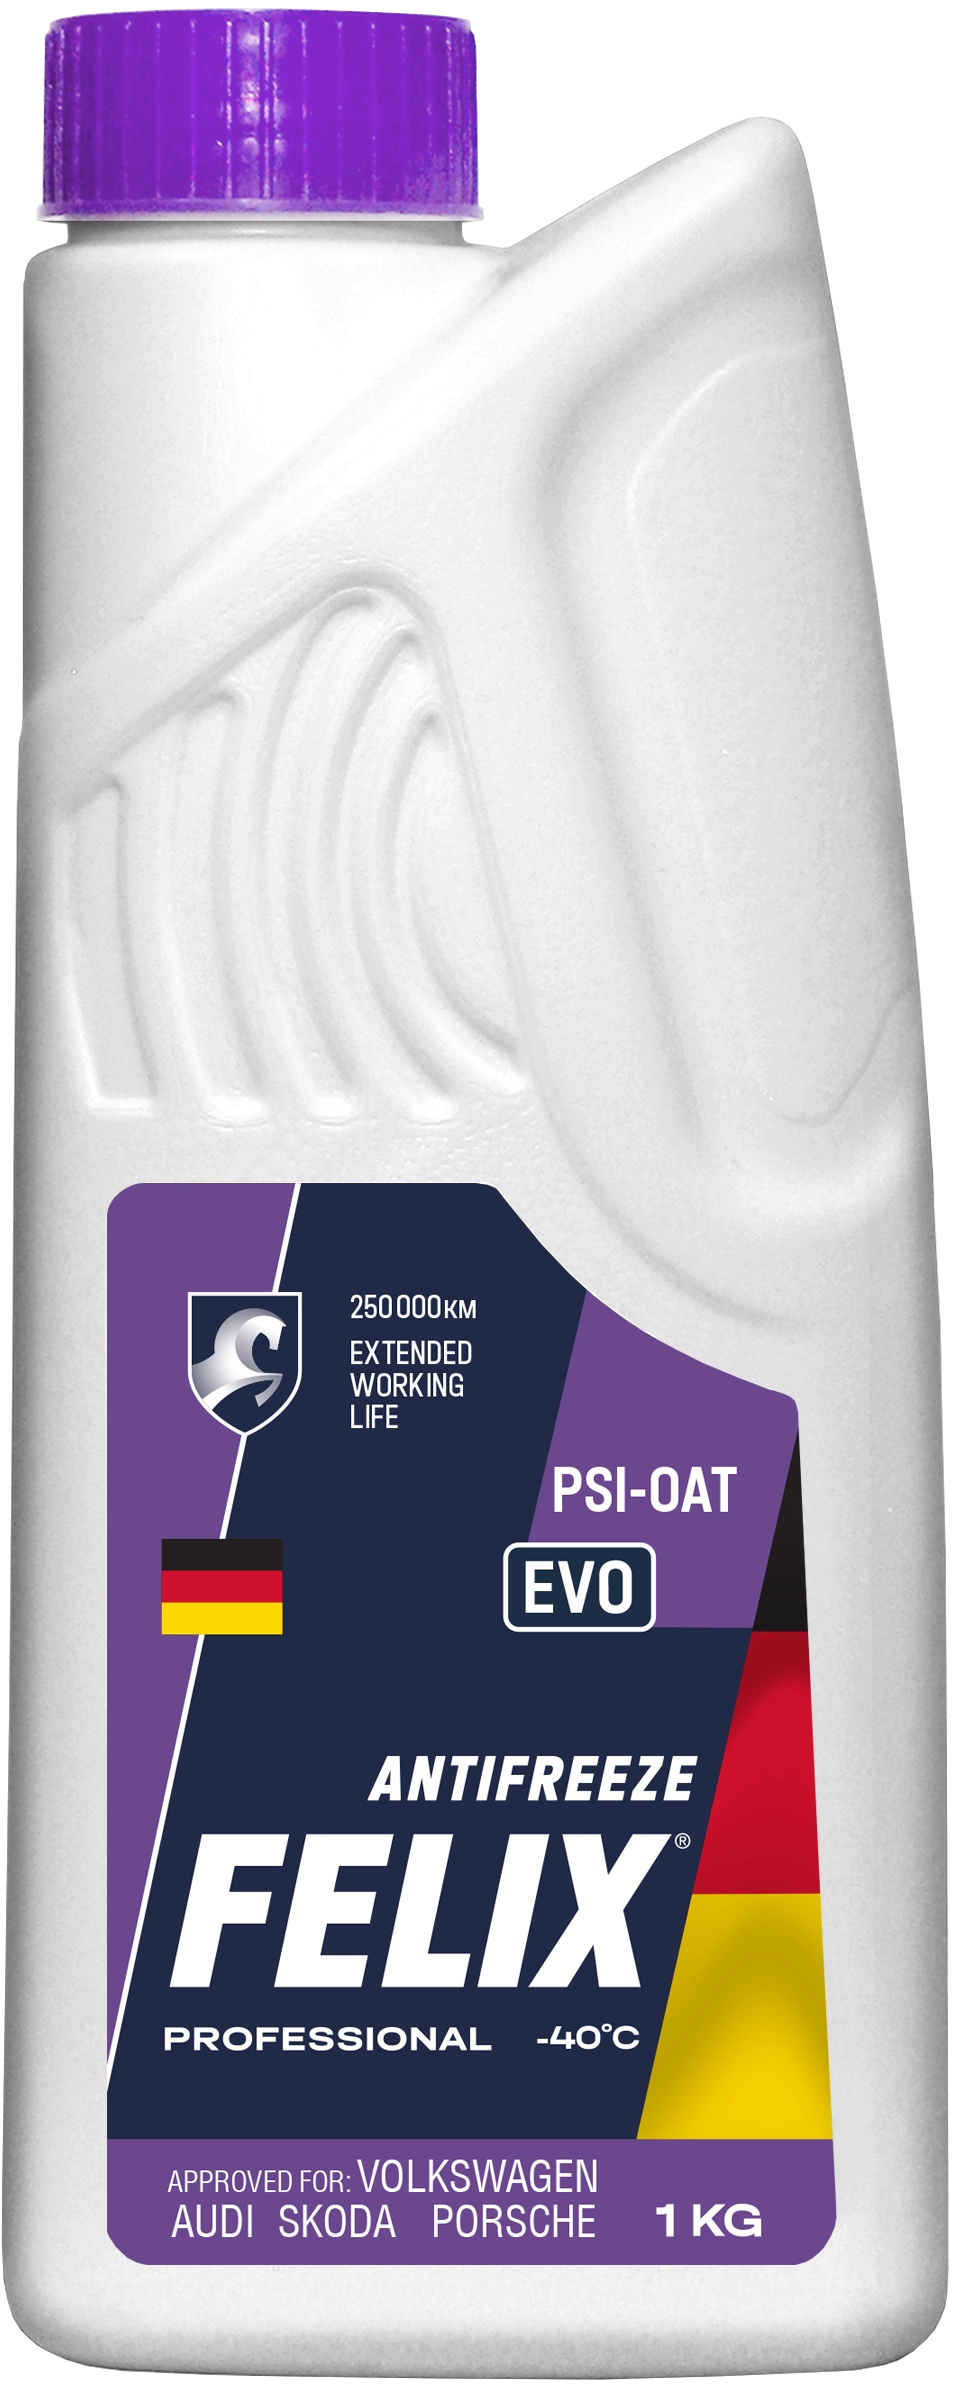 250 000 км
EXTENDED
WORKING
LIFE
PSI-OAT
EVO
ANTIFREEZE
FELIX®
PROFESSIONAL -40°C
APPROVED FOR: VOLKSWAGEN
AUDI SKODA PORSCHE 1 KG